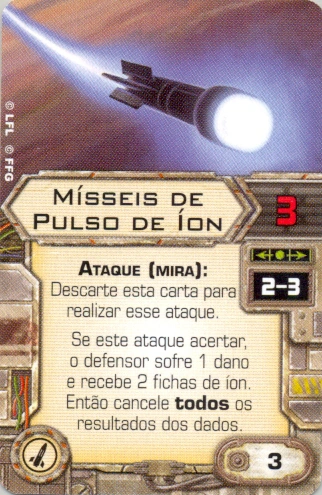 © LFL © FFG
MÍSSEIS DE
PULSO DE ÍON
3
2-3
ATAQUE (MIRA):
Descarte esta carta para
realizar esse ataque.
Se este ataque acertar,
o defensor sofre 1 dano
e recebe 2 fichas de íon.
Então cancele todos os
resultados dos dados.
3